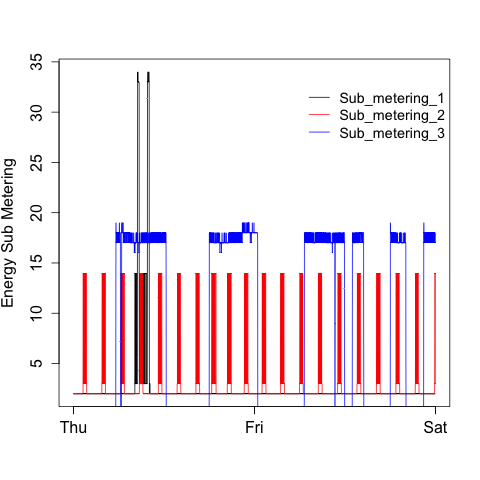 35
30
25
20
15
10
5
Energy Sub Metering
Sub_metering_1
Sub_metering_2
Sub_metering_3
Thu Fri Sat